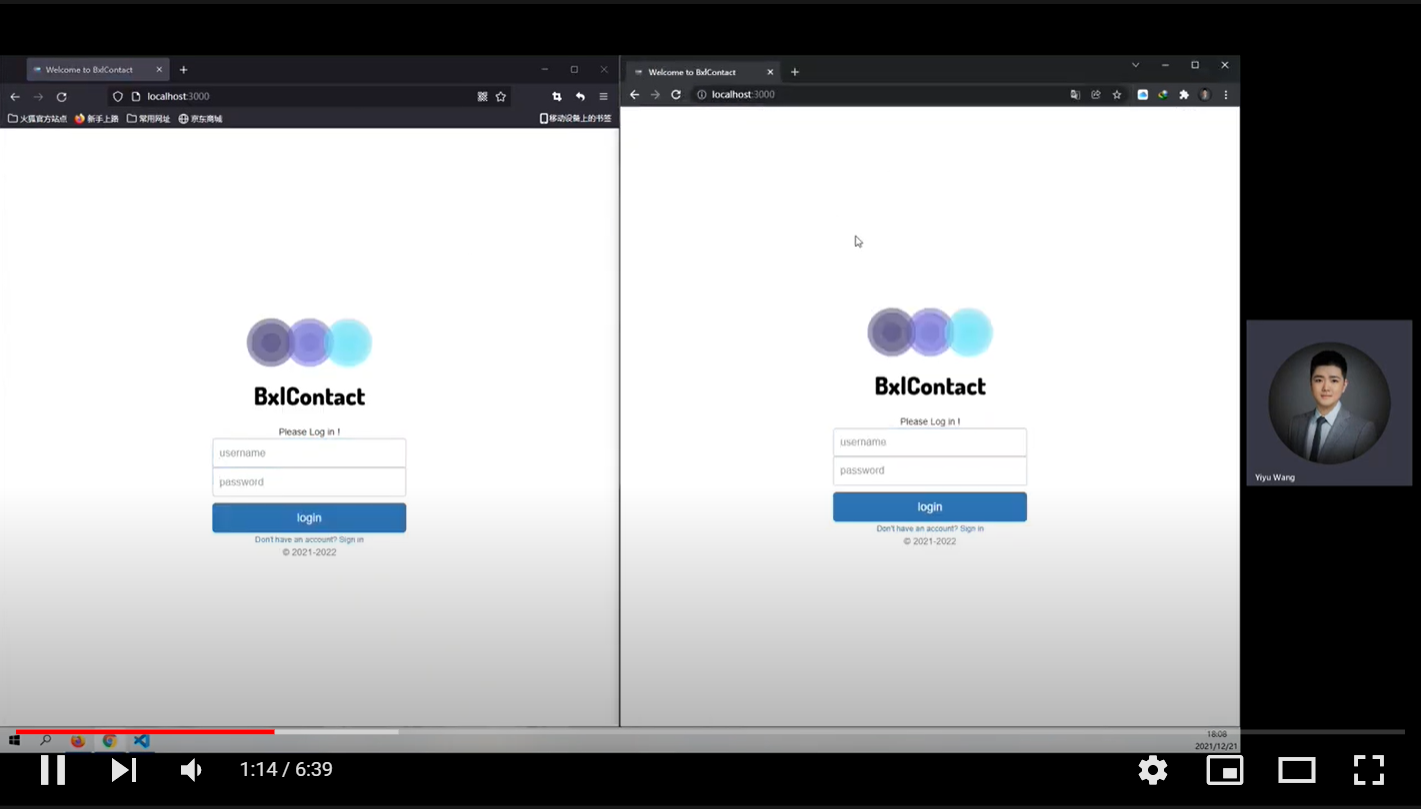 Welcome to BxlContact
localhost:3000
火狐官方站点 新手上路 常用网址 京东商城 移动设备上的书签
BxlContact
Please Log in !
username
password
login
Don't have an account? Sign in
© 2021-2022
Welcome to BxlContact
localhost:3000
BxlContact
Please Log in !
username
password
login
Don't have an account? Sign in
© 2021-2022
Yiyu Wang
18:08
2021/12/21
1:14 / 6:39